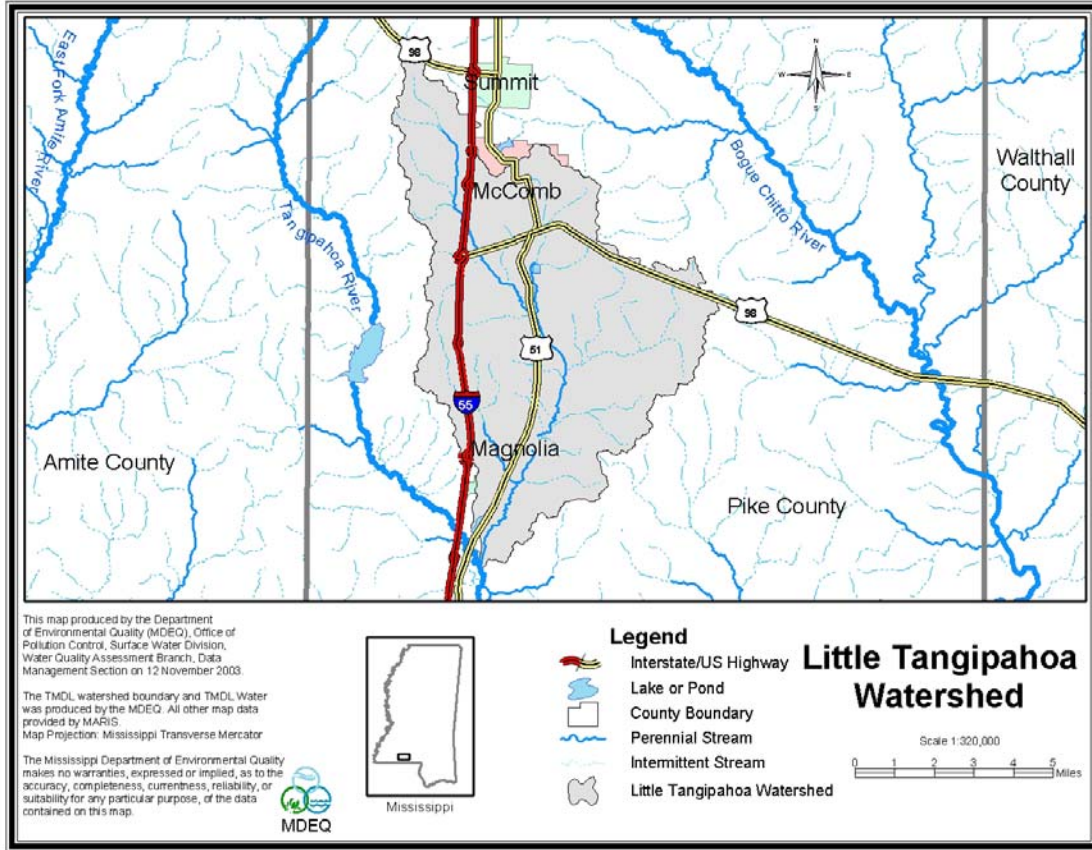 98
Summit
N
W E
S
East Fork Amite River
Tangipahoa River
Bogue Chitto River
Walthall
County
McComb
98
51
55
Magnolia
Amite County
Pike County
This map produced by the Department
of Environmental Quality (MDEQ), Office of
Pollution Control, Surface Water Division,
Water Quality Assessment Branch, Data
Management Section on 12 November 2003.
The TMDL watershed boundary and TMDL Water
was produced by the MDEQ. All other map data
provided by MARIS.
Map Projection: Mississippi Transverse Mercator
The Mississippi Department of Environmental Quality
makes no warranties, expressed or implied, as to the
accuracy, completeness, currentness, reliability, or
suitability for any particular purpose, of the data
contained on this map.
MDEQ
Mississippi
Legend
Interstate/US Highway
Lake or Pond
County Boundary
Perennial Stream
Intermittent Stream
Little Tangipahoa Watershed
Little Tangipahoa
Watershed
Scale 1:320,000
0 1 2 3 4 5
Miles